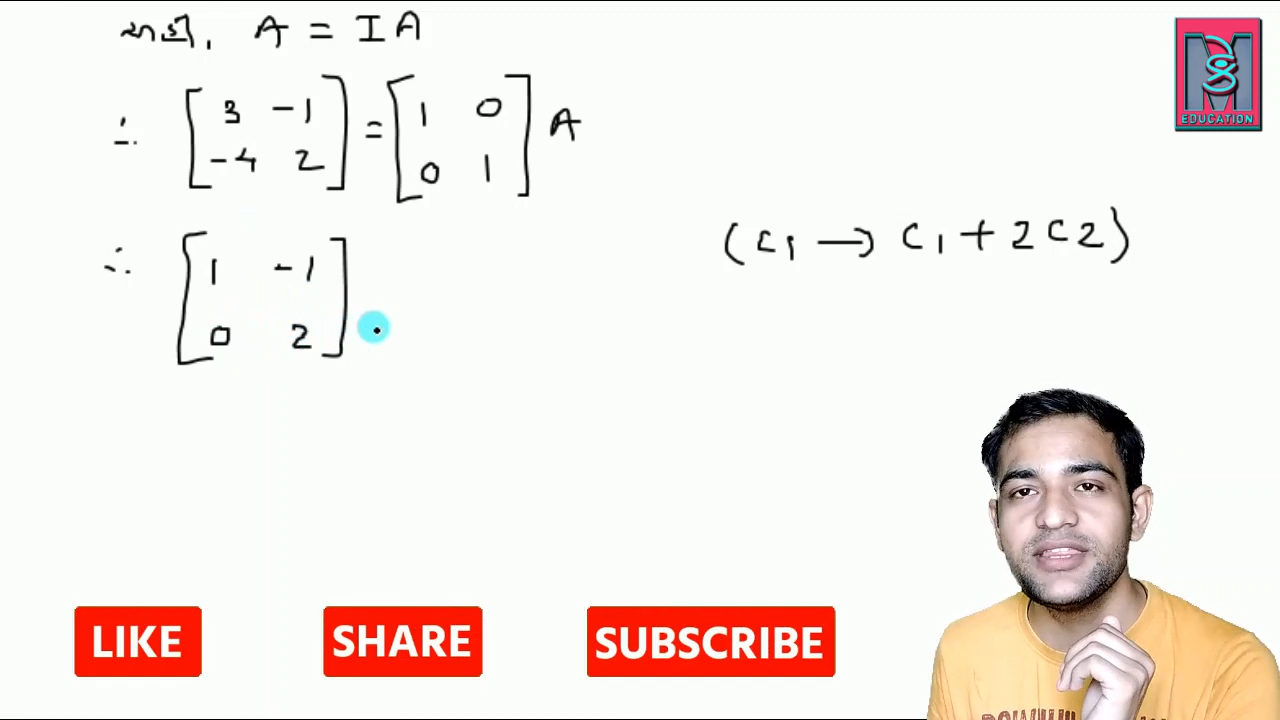 અહીં, A = I A
∴ [ 3 -1 ] = [ 1 0 ] A
[ -4 2 ] [ 0 1 ]
(C1 → C1 + 2C2)
∴ [ 1 -1 ]
[ 0 2 ]
MS
EDUCATION
LIKE SHARE SUBSCRIBE